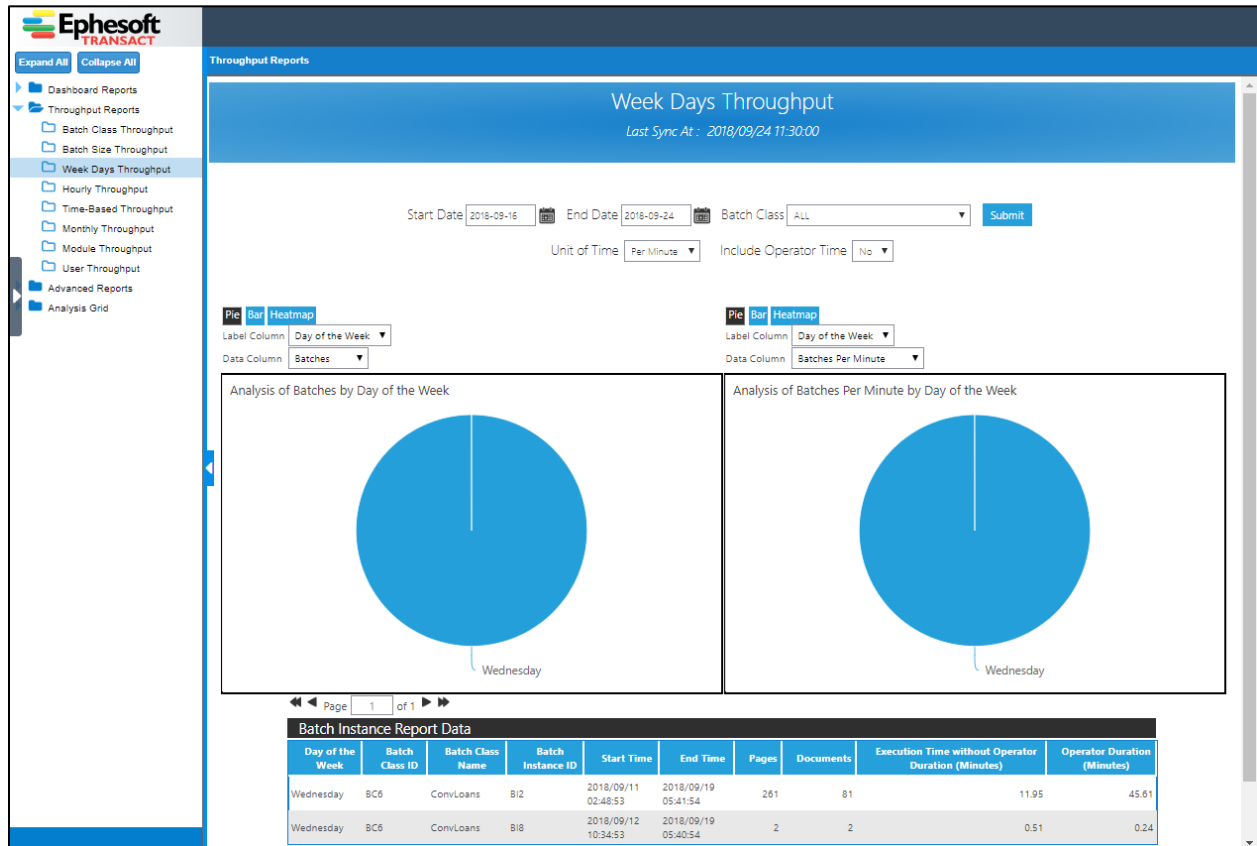 Ephesoft
TRANSACT
Expand All Collapse All
Dashboard Reports
Throughput Reports
Batch Class Throughput
Batch Size Throughput
Week Days Throughput
Hourly Throughput
Time-Based Throughput
Monthly Throughput
Module Throughput
User Throughput
Advanced Reports
Analysis Grid
Throughput Reports
Week Days Throughput
Last Sync At : 2018/09/24 11:30:00
Start Date 2018-09-16 End Date 2018-09-24 Batch Class ALL Submit
Unit of Time Per Minute Include Operator Time No
Pie Bar Heatmap
Label Column Day of the Week
Data Column Batches
Analysis of Batches by Day of the Week
Wednesday
Pie Bar Heatmap
Label Column Day of the Week
Data Column Batches Per Minute
Analysis of Batches Per Minute by Day of the Week
Wednesday
Page 1 of 1
Batch Instance Report Data
Day of the Week Batch Class ID Batch Class Name Batch Instance ID Start Time End Time Pages Documents Execution Time without Operator Duration (Minutes) Operator Duration (Minutes)
Wednesday BC6 ConvLoans BI2 2018/09/11 02:48:53 2018/09/19 05:41:54 261 81 11.95 45.61
Wednesday BC6 ConvLoans BI8 2018/09/12 10:34:53 2018/09/19 05:40:54 2 2 0.51 0.24